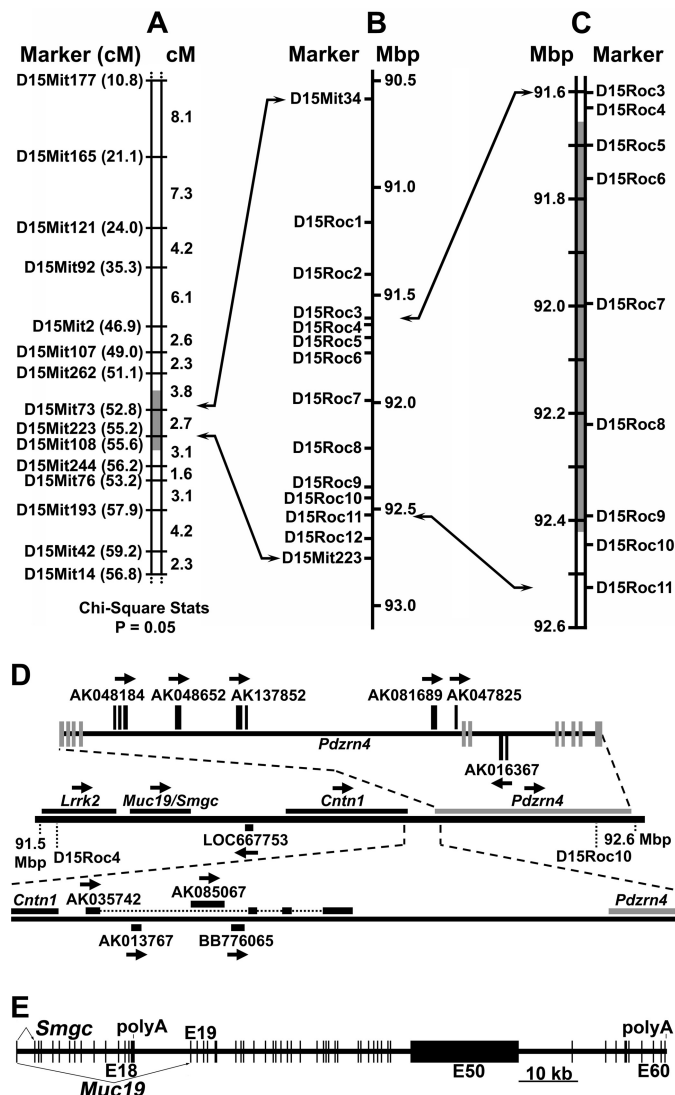 A
Marker (cM) cM
D15Mit177 (10.8)
8.1
D15Mit165 (21.1)
7.3
D15Mit121 (24.0)
4.2
D15Mit92 (35.3)
6.1
D15Mit2 (46.9)
2.6
D15Mit107 (49.0)
2.3
D15Mit262 (51.1)
3.8
D15Mit73 (52.8)
2.7
D15Mit223 (55.2)
D15Mit108 (55.6)
3.1
D15Mit244 (56.2)
1.6
D15Mit76 (53.2)
3.1
D15Mit193 (57.9)
4.2
D15Mit42 (59.2)
2.3
D15Mit14 (56.8)
Chi-Square Stats
P = 0.05
B
Marker Mbp
90.5
D15Mit34
91.0
D15Roc1
D15Roc2
91.5
D15Roc3
D15Roc4
D15Roc5
D15Roc6
D15Roc7
92.0
D15Roc8
D15Roc9
D15Roc10
92.5
D15Roc11
D15Roc12
D15Mit223
93.0
C
Mbp Marker
91.6 D15Roc3
D15Roc4
D15Roc5
D15Roc6
91.8
92.0 D15Roc7
92.2
D15Roc8
92.4 D15Roc9
D15Roc10
D15Roc11
92.6
D
AK048184 AK048652 AK137852 AK081689 AK047825
Pdzrn4
AK016367
Lrrk2 Muc19/Smgc Cntn1 Pdzrn4
91.5 Mbp
D15Roc4
LOC667753
D15Roc10
92.6 Mbp
Cntn1 AK035742 AK085067 Pdzrn4
AK013767 BB776065
E
Smgc polyA E19 polyA
E18 E50 E60
Muc19 10 kb